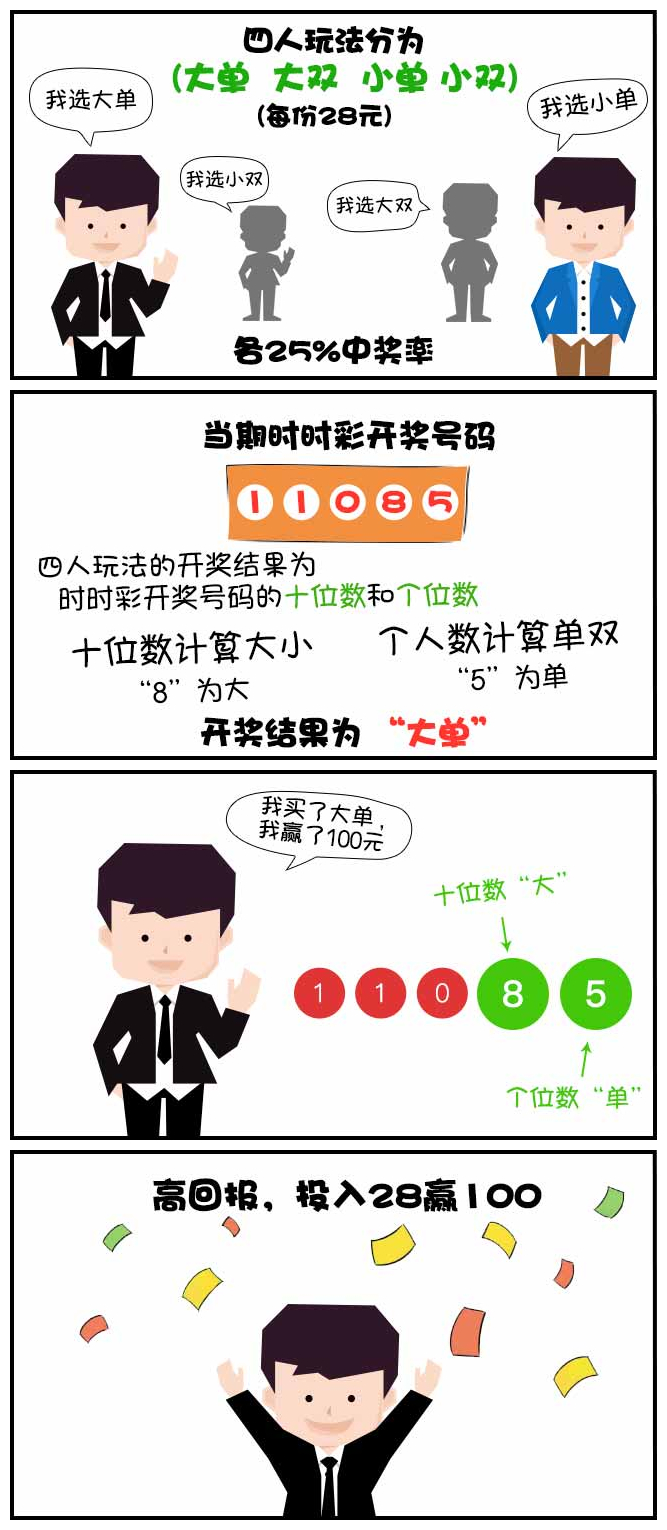 四人玩法分为
(大单 大双 小单 小双)
(每份28元)
我选大单
我选小单
我选小双
我选大双
各25%中奖率
当期时时彩开奖号码
1 1 0 8 5
四人玩法的开奖结果为
时时彩开奖号码的十位数和个位数
十位数计算大小
个人数计算单双
“8”为大
“5”为单
开奖结果为 “大单”
我买了大单，
我赢了100元
十位数“大”
1 1 0 8 5
个位数“单”
高回报，投入28赢100